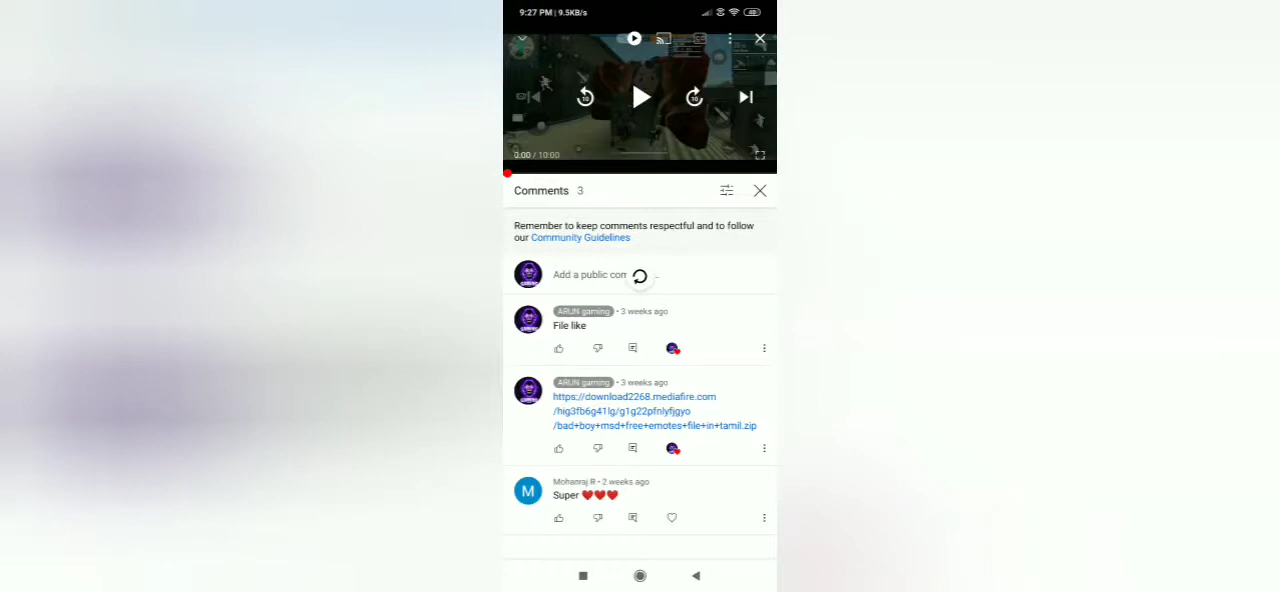 9:27 PM | 9.5KB/s
48
0:00 / 10:00
Comments 3
Remember to keep comments respectful and to follow
our Community Guidelines
Add a public com
ARUN gaming • 3 weeks ago
File like
ARUN gaming • 3 weeks ago
https://download2268.mediafire.com
/hig3fb6g41lg/g1g22pfnlyfjgyo
/bad+boy+msd+free+emotes+file+in+tamil.zip
M
Mohanraj R • 2 weeks ago
Super ❤️❤️❤️